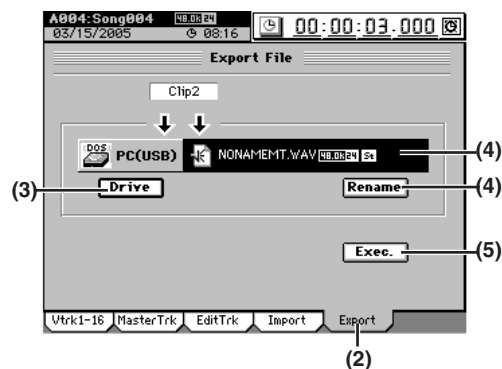 A004:Song004 48.0K 24
03/15/2005 08:16 00:00:03.000
Export File
Clip2
DOS PC(USB) NONAMEMT.WAV 48.0K 24 St (4)
(3) Drive Rename (4)
Exec. (5)
Vtrk1-16 MasterTrk EditTrk Import Export
(2)